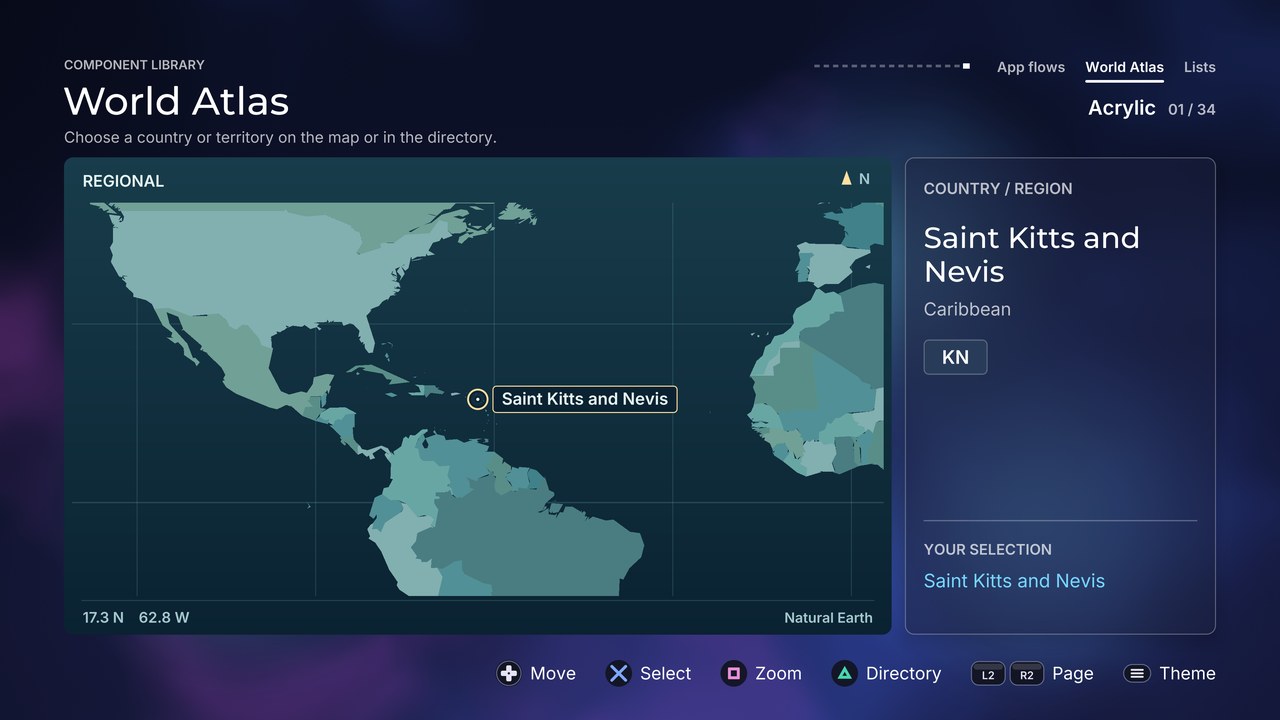 COMPONENT LIBRARY
World Atlas
Choose a country or territory on the map or in the directory.
App flows
World Atlas
Lists
Acrylic 01 / 34
REGIONAL
N
Saint Kitts and Nevis
17.3 N 62.8 W
Natural Earth
COUNTRY / REGION
Saint Kitts and
Nevis
Caribbean
KN
YOUR SELECTION
Saint Kitts and Nevis
Move
Select
Zoom
Directory
L2 R2 Page
Theme